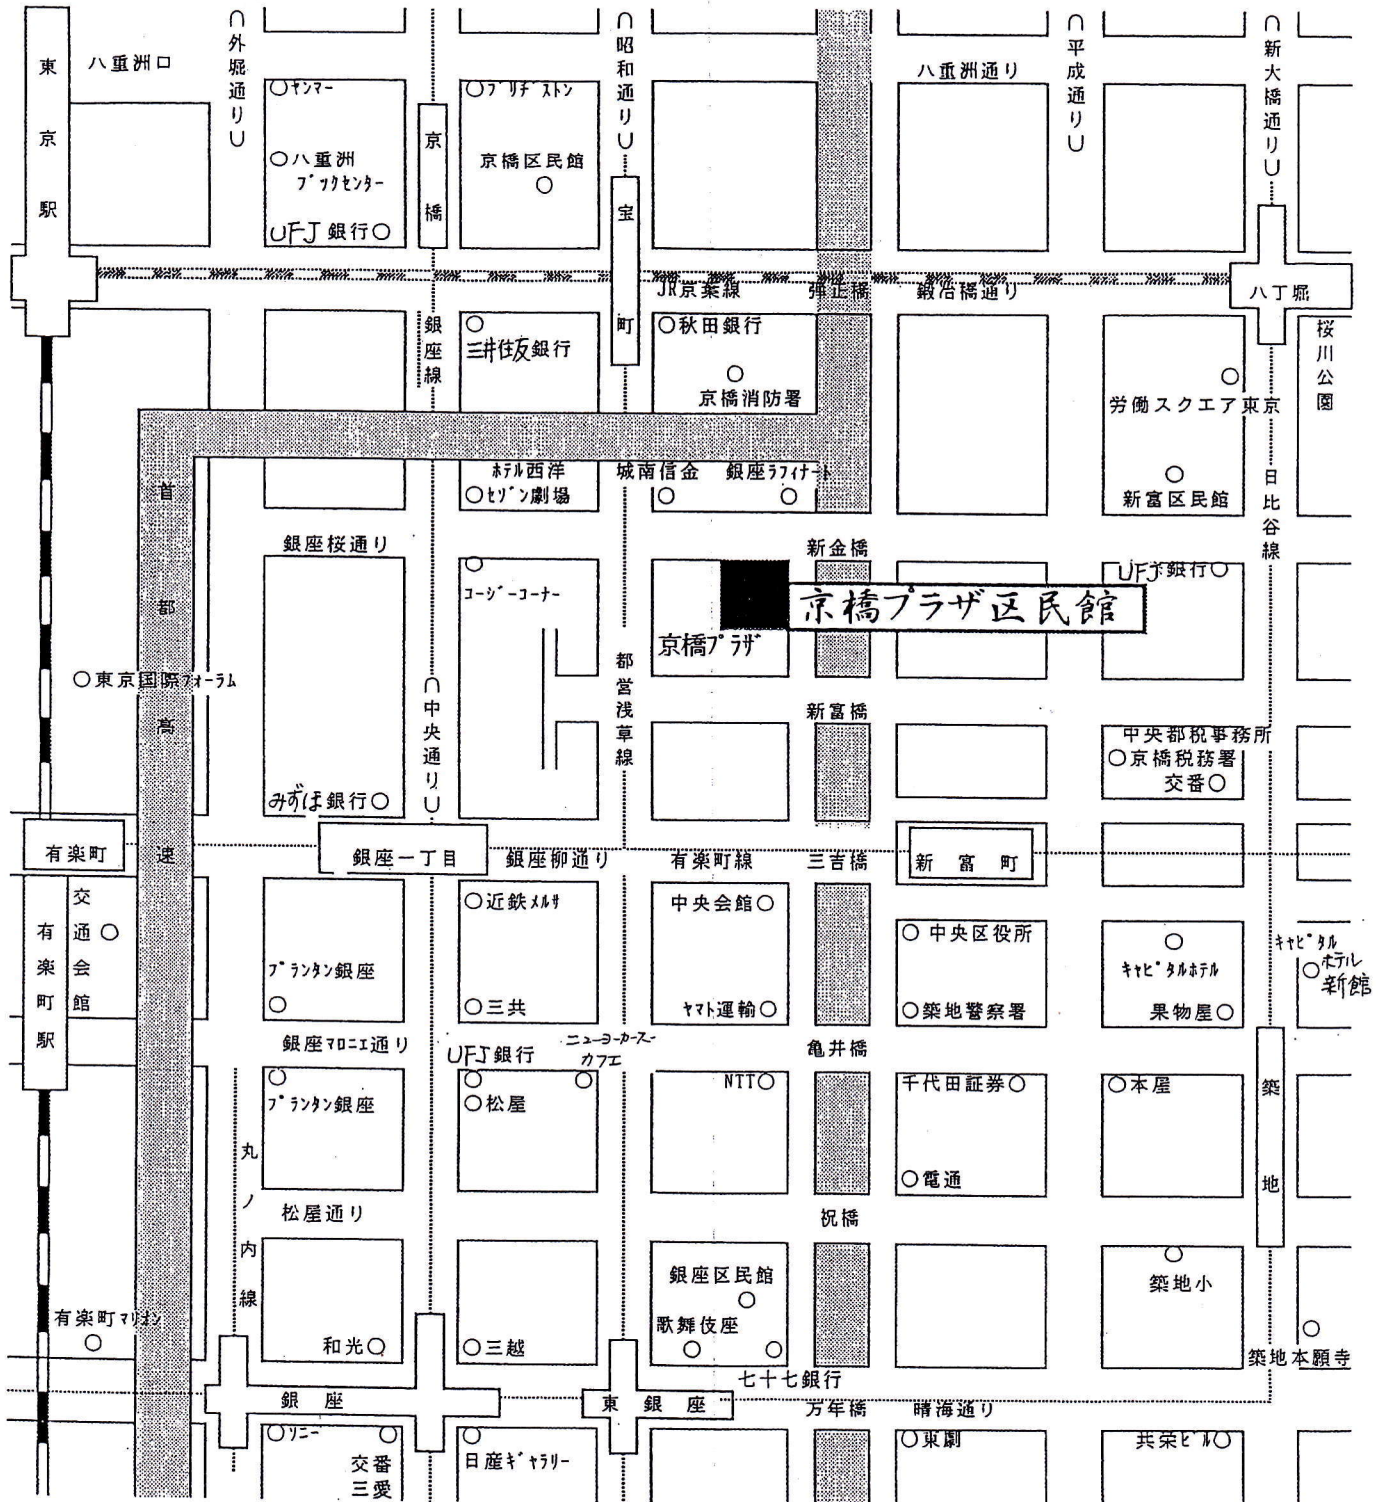 東京駅
八重洲口
⊂外堀通り⊃
⊂昭和通り⊃
八重洲通り
⊂平成通り⊃
⊂新大橋通り⊃
ヤンマー
八重洲
ブックセンター
UFJ 銀行
京橋
ブリヂストン
京橋区民館
宝町
JR京葉線
弾正橋
鍛冶橋通り
八丁堀
銀座線
三井住友銀行
秋田銀行
京橋消防署
労働スクエア東京
桜川公園
首都高速
ホテル西洋
セゾン劇場
城南信金
銀座ラフィナート
新富区民館
日比谷線
銀座桜通り
新金橋
コージーコーナー
UFJ銀行
京橋プラザ区民館
京橋プラザ
都営浅草線
東京国際フォーラム
⊂中央通り⊃
新富橋
中央都税事務所
京橋税務署
交番
みずほ銀行
有楽町
銀座一丁目
銀座柳通り
有楽町線
三吉橋
新富町
交通会館
有楽町駅
近鉄メルサ
中央会館
中央区役所
キャピタルホテル
キャピタル
ホテル
新館
プランタン銀座
三共
ヤマト運輸
築地警察署
果物屋
銀座マロニエ通り
UFJ銀行
ニューヨーカーズ
カフェ
亀井橋
プランタン銀座
松屋
NTT
千代田証券
本屋
築地
丸ノ内線
電通
松屋通り
祝橋
銀座区民館
築地小
有楽町マリオン
和光
三越
歌舞伎座
築地本願寺
七十七銀行
銀座
東銀座
万年橋
晴海通り
ソニー
交番
三愛
日産ギャラリー
東劇
共栄ビル